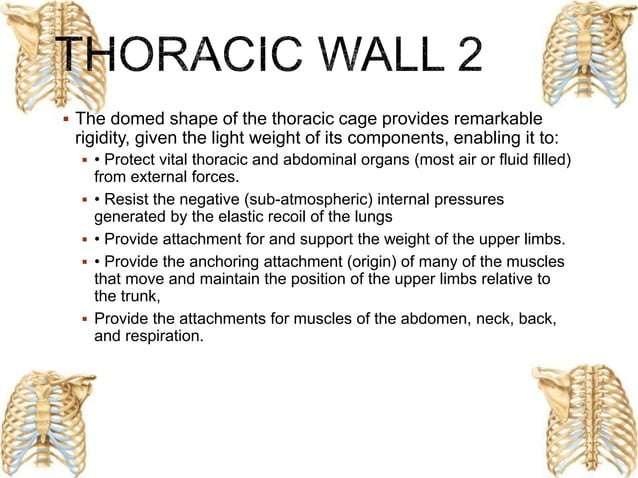 THORACIC WALL 2
▪ The domed shape of the thoracic cage provides remarkable
rigidity, given the light weight of its components, enabling it to:
▪ • Protect vital thoracic and abdominal organs (most air or fluid filled)
from external forces.
▪ • Resist the negative (sub-atmospheric) internal pressures
generated by the elastic recoil of the lungs
▪ • Provide attachment for and support the weight of the upper limbs.
▪ • Provide the anchoring attachment (origin) of many of the muscles
that move and maintain the position of the upper limbs relative to
the trunk,
▪ Provide the attachments for muscles of the abdomen, neck, back,
and respiration.